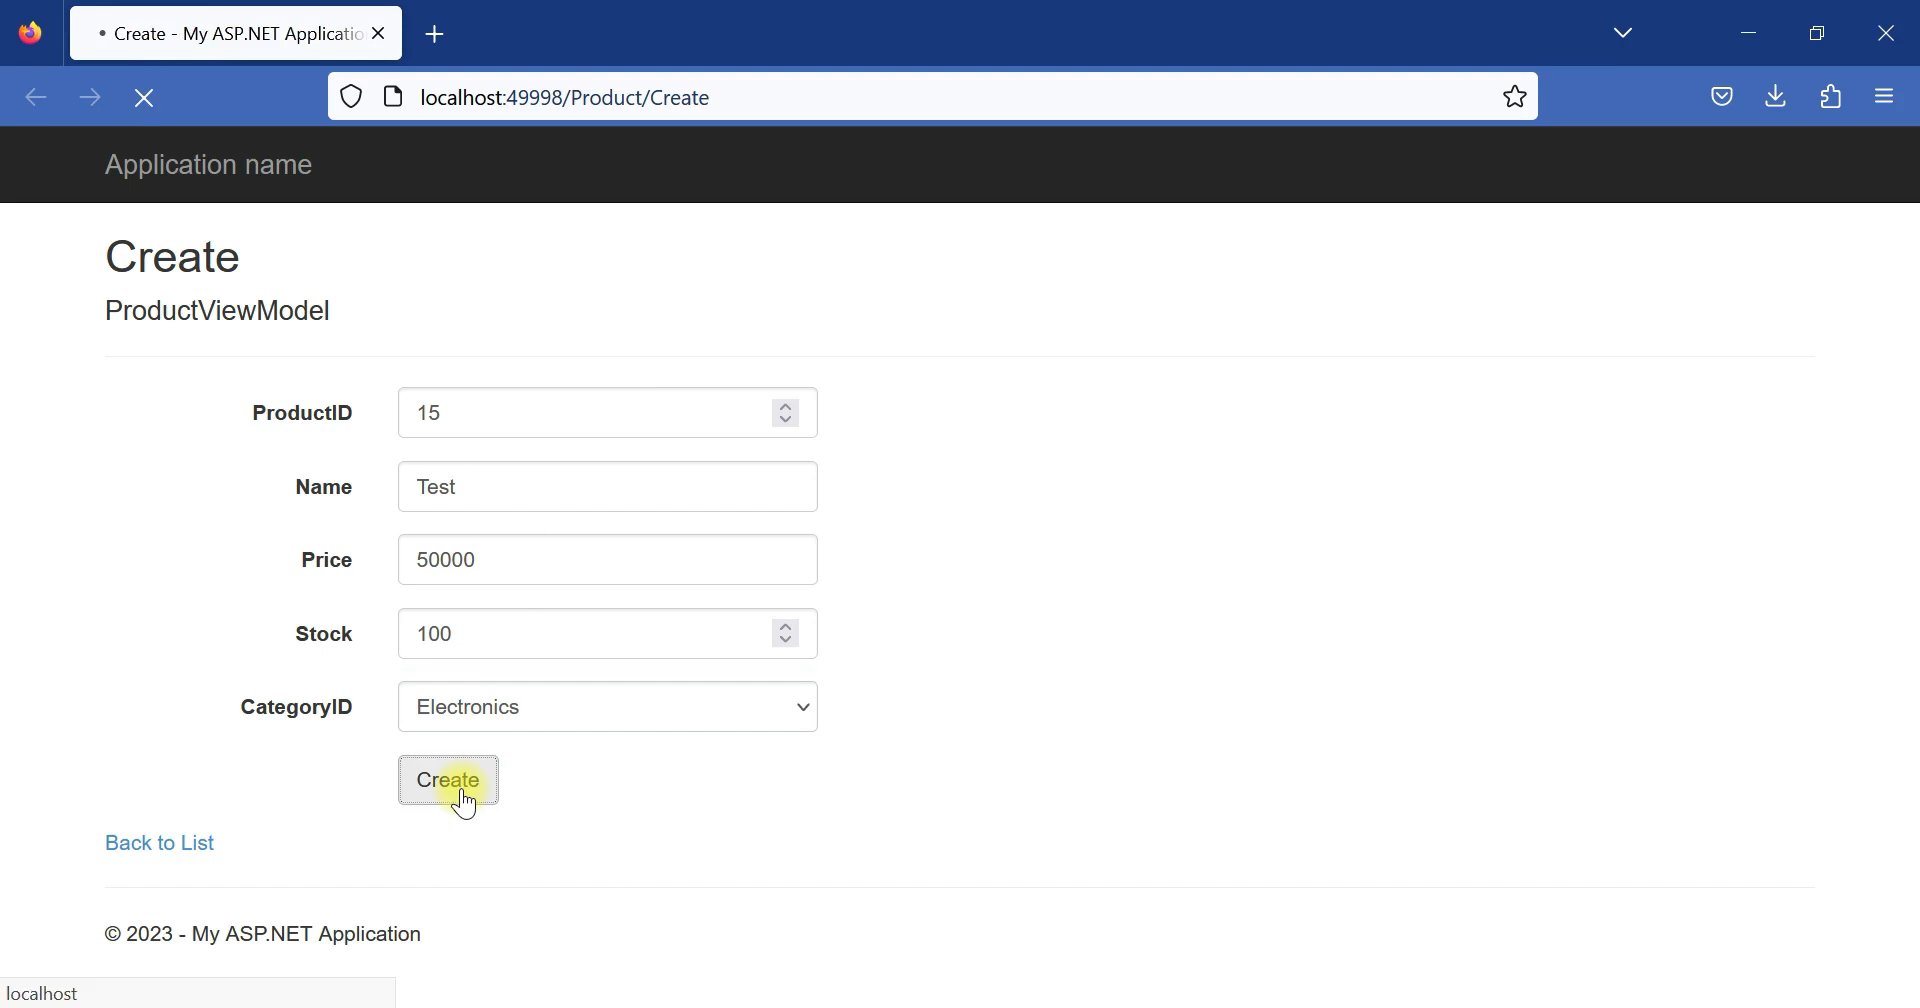 Create - My ASP.NET Applicatio
localhost:49998/Product/Create
Application name
Create
ProductViewModel
ProductID 15
Name Test
Price 50000
Stock 100
CategoryID Electronics
Create
Back to List
© 2023 - My ASP.NET Application
localhost